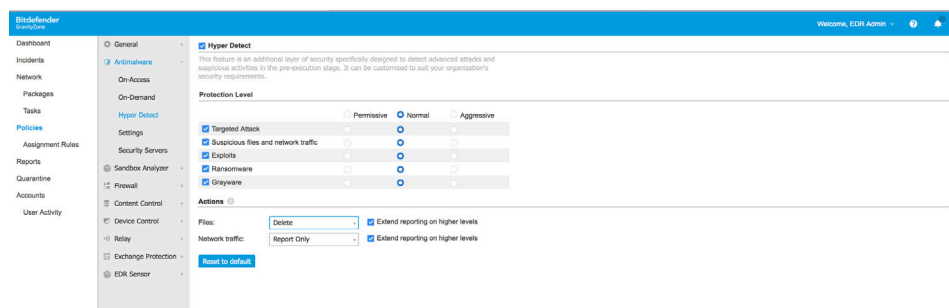 Bitdefender
GravityZone
Welcome, EDR Admin
Dashboard
Incidents
Network
Packages
Tasks
Policies
Assignment Rules
Reports
Quarantine
Accounts
User Activity
General
Antimalware
On-Access
On-Demand
Hyper Detect
Settings
Security Servers
Sandbox Analyzer
Firewall
Content Control
Device Control
Relay
Exchange Protection
EDR Sensor
Hyper Detect
This feature is an additional layer of security specifically designed to detect advanced attacks and
suspicious activities in the pre-execution stage. It can be customized to suit your organization's
security requirements.
Protection Level
Permissive Normal Aggressive
Targeted Attack
Suspicious files and network traffic
Exploits
Ransomware
Grayware
Actions
Files: Delete Extend reporting on higher levels
Network traffic: Report Only Extend reporting on higher levels
Reset to default